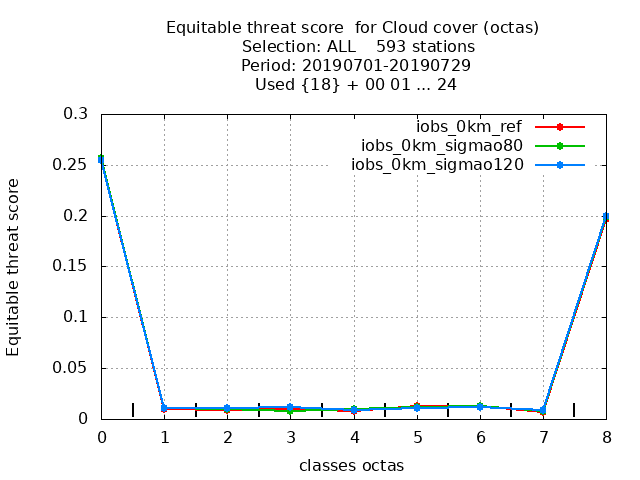 Equitable threat score  for Cloud cover (octas)
Selection: ALL    593 stations
Period: 20190701-20190729
Used {18} + 00 01 ... 24
iobs_0km_ref
iobs_0km_sigmao80
iobs_0km_sigmao120
Equitable threat score
0.3
0.25
0.2
0.15
0.1
0.05
0
0 1 2 3 4 5 6 7 8
classes octas